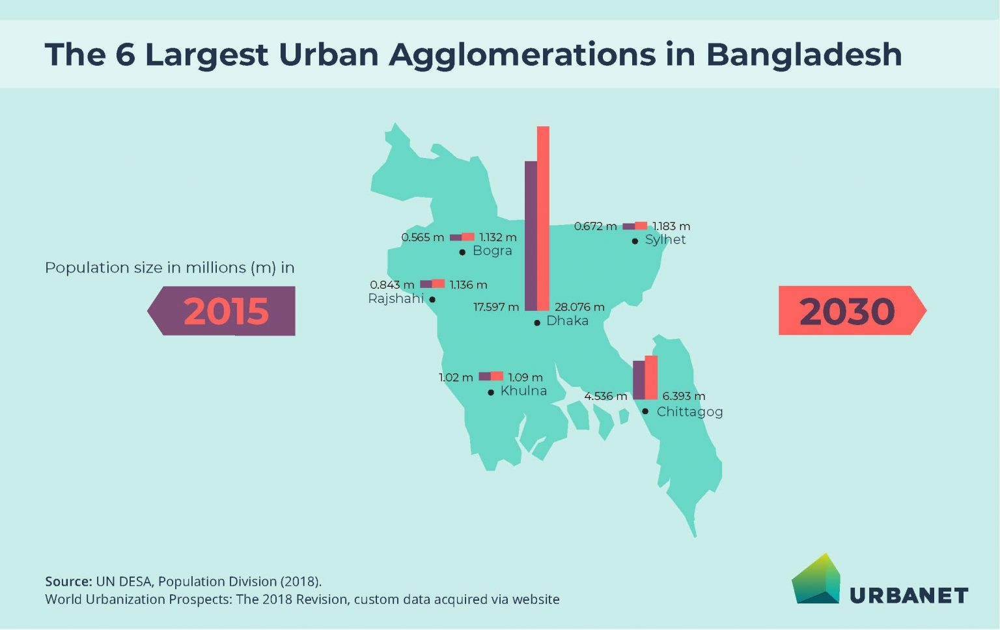 The 6 Largest Urban Agglomerations in Bangladesh
0.672 m 1.183 m
Sylhet
0.565 m 1.132 m
Bogra
Population size in millions (m) in
2015
0.843 m 1.136 m
Rajshahi
17.597 m 28.076 m
Dhaka
2030
1.02 m 1.09 m
Khulna
4.536 m 6.393 m
Chittagog
Source: UN DESA, Population Division (2018).
World Urbanization Prospects: The 2018 Revision, custom data acquired via website
URBANET